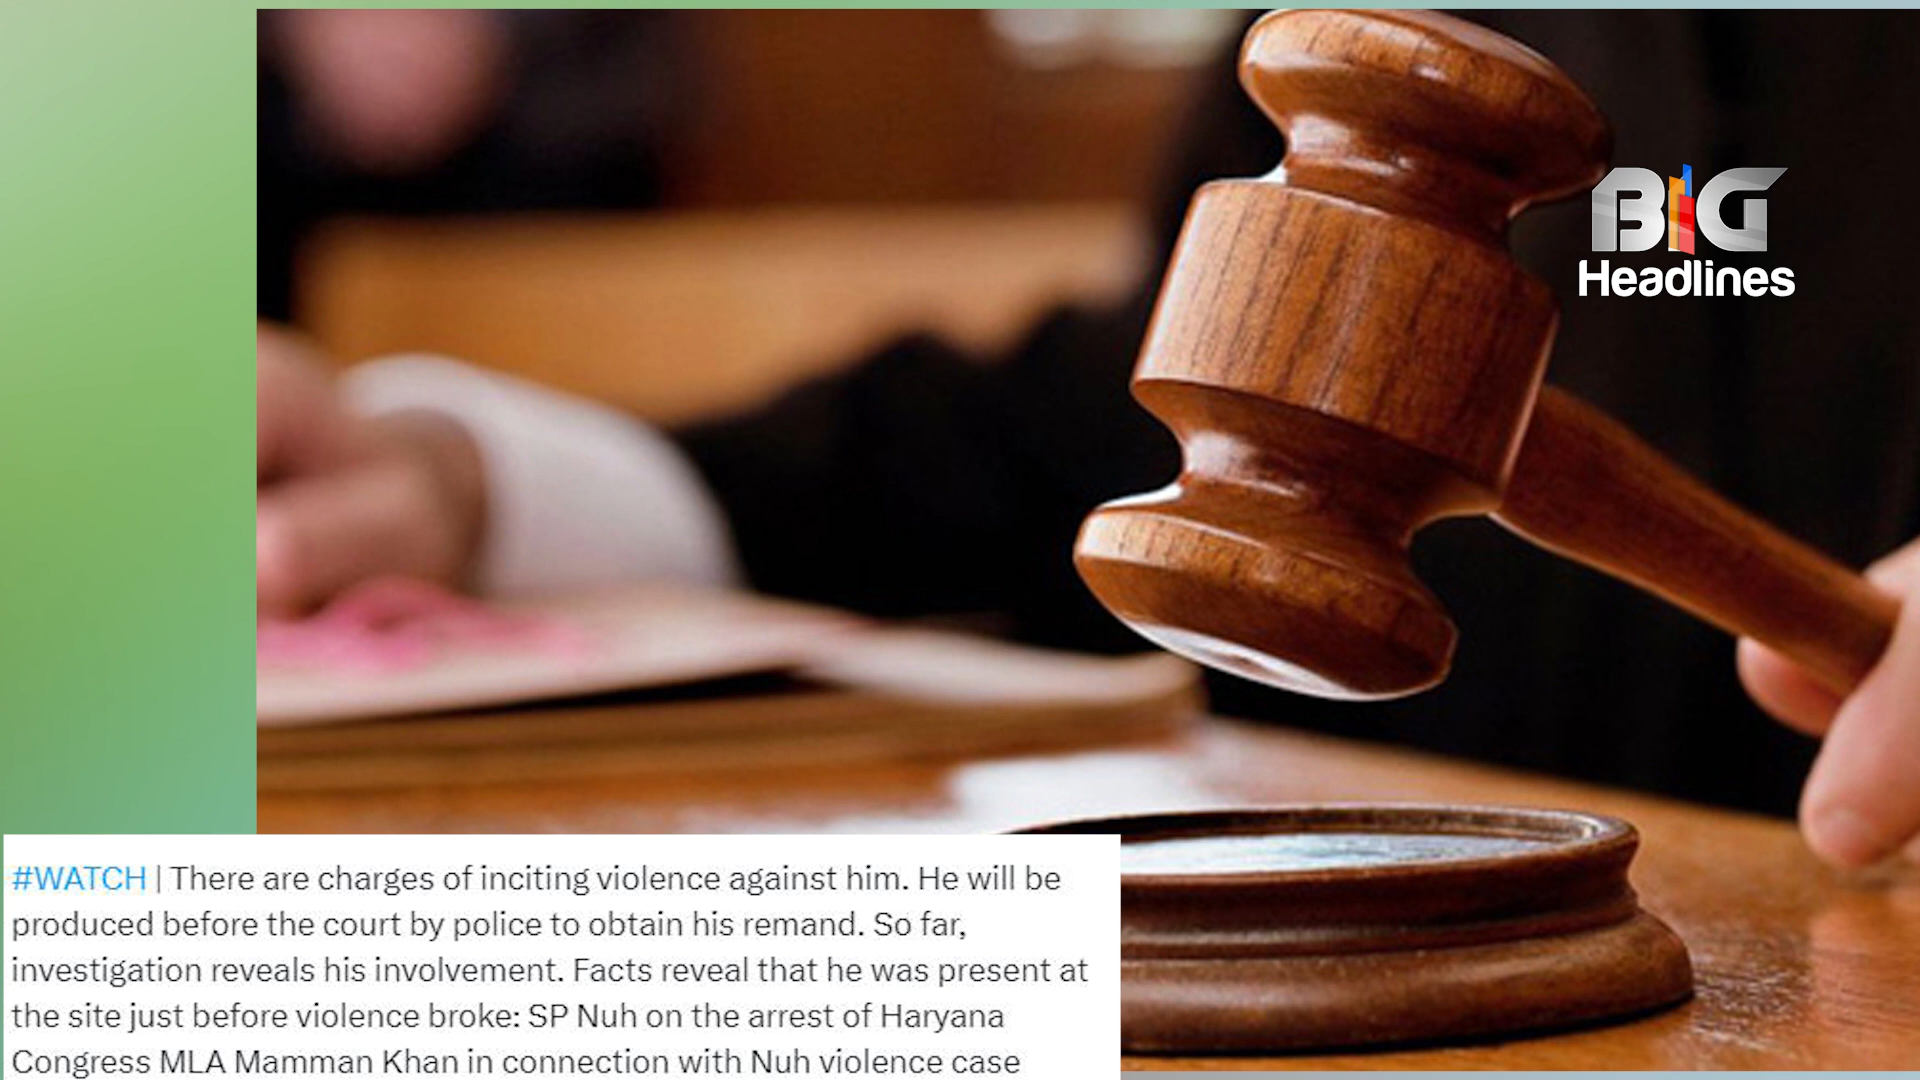 BIG
Headlines
#WATCH | There are charges of inciting violence against him. He will be
produced before the court by police to obtain his remand. So far,
investigation reveals his involvement. Facts reveal that he was present at
the site just before violence broke: SP Nuh on the arrest of Haryana
Congress MLA Mamman Khan in connection with Nuh violence case